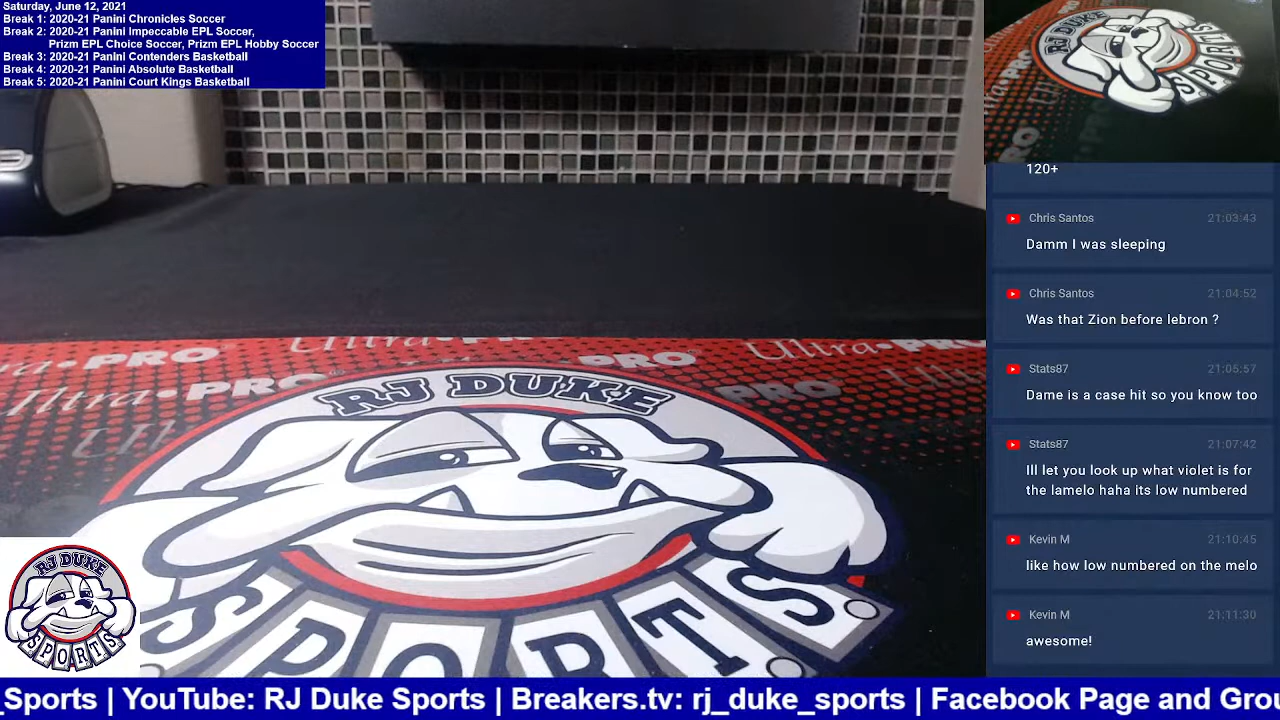 Saturday, June 12, 2021
Break 1: 2020-21 Panini Chronicles Soccer
Break 2: 2020-21 Panini Impeccable EPL Soccer,
Prizm EPL Choice Soccer, Prizm EPL Hobby Soccer
Break 3: 2020-21 Panini Contenders Basketball
Break 4: 2020-21 Panini Absolute Basketball
Break 5: 2020-21 Panini Court Kings Basketball
RJ DUKE
SPORTS
120+
Chris Santos 21:03:43
Damm I was sleeping
Chris Santos 21:04:52
Was that Zion before lebron ?
Stats87 21:05:57
Dame is a case hit so you know too
Stats87 21:07:42
Ill let you look up what violet is for
the lamelo haha its low numbered
Kevin M 21:10:45
like how low numbered on the melo
Kevin M 21:11:30
awesome!
Ultra PRO
Ultra PRO
Ultra PRO
RJ DUKE
SPORTS
RJ DUKE
SPORTS
_Sports | YouTube: RJ Duke Sports | Breakers.tv: rj_duke_sports | Facebook Page and Grou